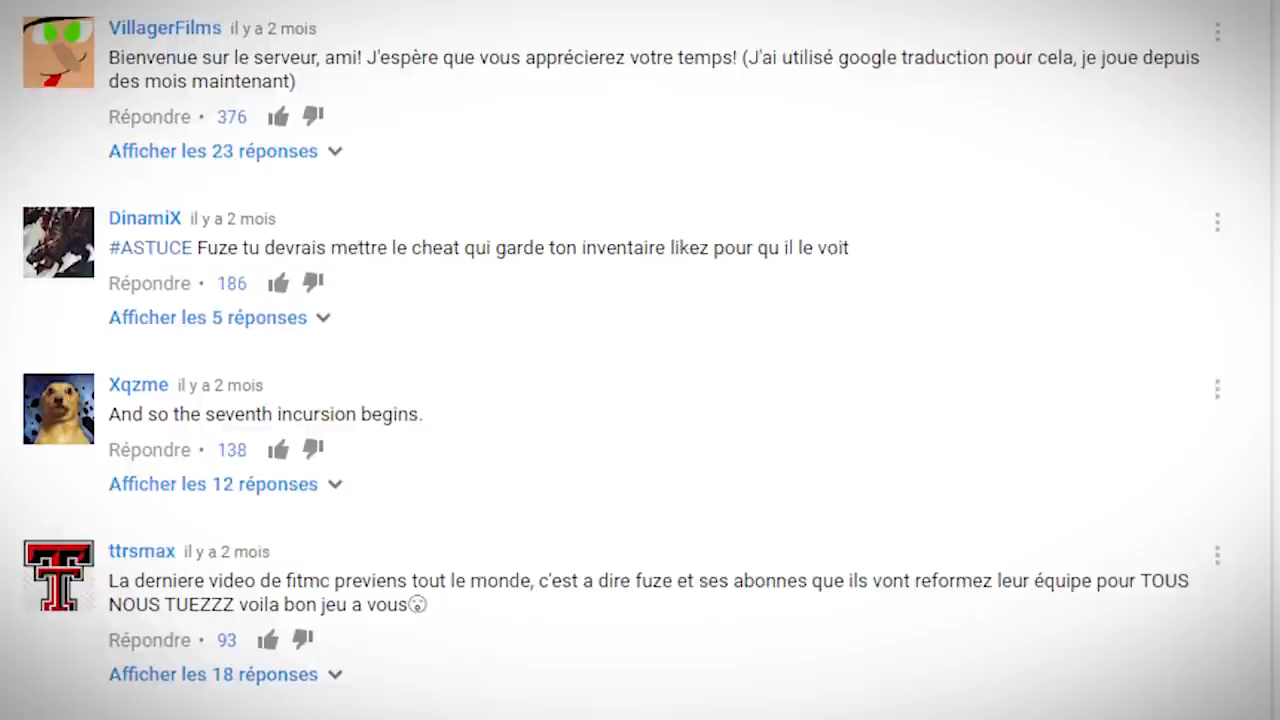 VillagerFilms il y a 2 mois
Bienvenue sur le serveur, ami! J'espère que vous apprécierez votre temps! (J'ai utilisé google traduction pour cela, je joue depuis
des mois maintenant)
Répondre • 376
Afficher les 23 réponses
DinamiX il y a 2 mois
#ASTUCE Fuze tu devrais mettre le cheat qui garde ton inventaire likez pour qu il le voit
Répondre • 186
Afficher les 5 réponses
Xqzme il y a 2 mois
And so the seventh incursion begins.
Répondre • 138
Afficher les 12 réponses
ttrsmax il y a 2 mois
La derniere video de fitmc previens tout le monde, c'est a dire fuze et ses abonnes que ils vont reformez leur équipe pour TOUS
NOUS TUEZZZ voila bon jeu a vous😮
Répondre • 93
Afficher les 18 réponses